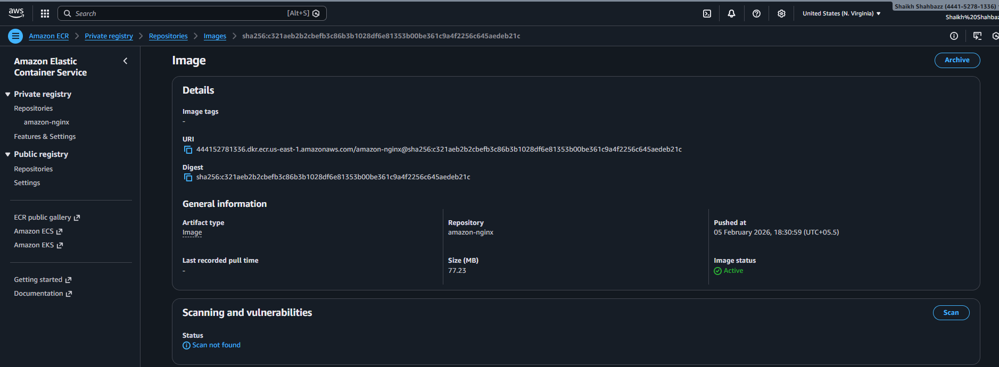 aws
Search [Alt+S]
United States (N. Virginia)
Shaikh Shahbazz (4441-5278-1336)
Shaikh%20Shahbaz
Amazon ECR > Private registry > Repositories > Images > sha256:c321aeb2b2cbefb3c86b3b1028df6e81353b00be361c9a4f2256c645aedeb21c
Amazon Elastic
Container Service
Private registry
Repositories
amazon-nginx
Features & Settings
Public registry
Repositories
Settings
ECR public gallery
Amazon ECS
Amazon EKS
Getting started
Documentation
Image
Archive
Details
Image tags
-
URI
444152781336.dkr.ecr.us-east-1.amazonaws.com/amazon-nginx@sha256:c321aeb2b2cbefb3c86b3b1028df6e81353b00be361c9a4f2256c645aedeb21c
Digest
sha256:c321aeb2b2cbefb3c86b3b1028df6e81353b00be361c9a4f2256c645aedeb21c
General information
Artifact type
Image
Repository
amazon-nginx
Pushed at
05 February 2026, 18:30:59 (UTC+05.5)
Last recorded pull time
-
Size (MB)
77.23
Image status
Active
Scanning and vulnerabilities
Scan
Status
Scan not found